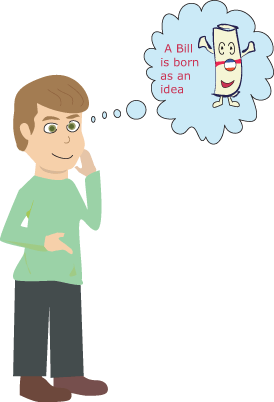 A Bill
is born
as an
idea